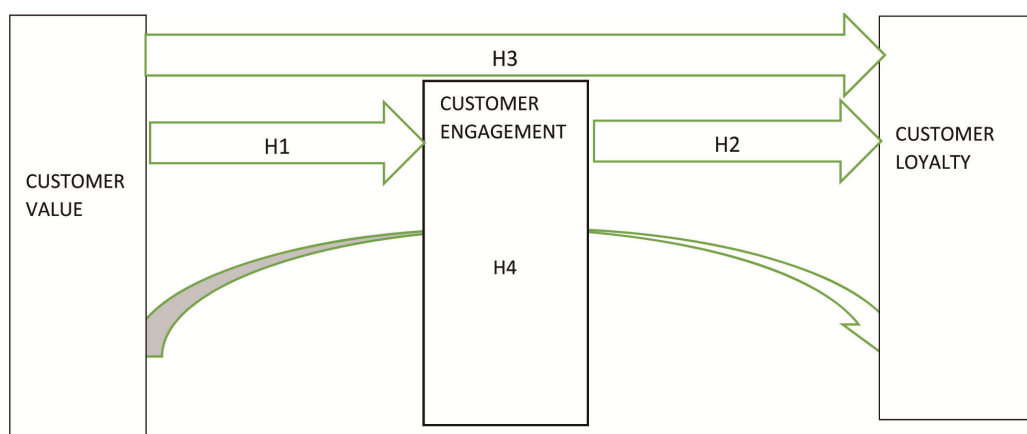 H3
CUSTOMER
ENGAGEMENT
H1
H2
CUSTOMER
LOYALTY
CUSTOMER
VALUE
H4